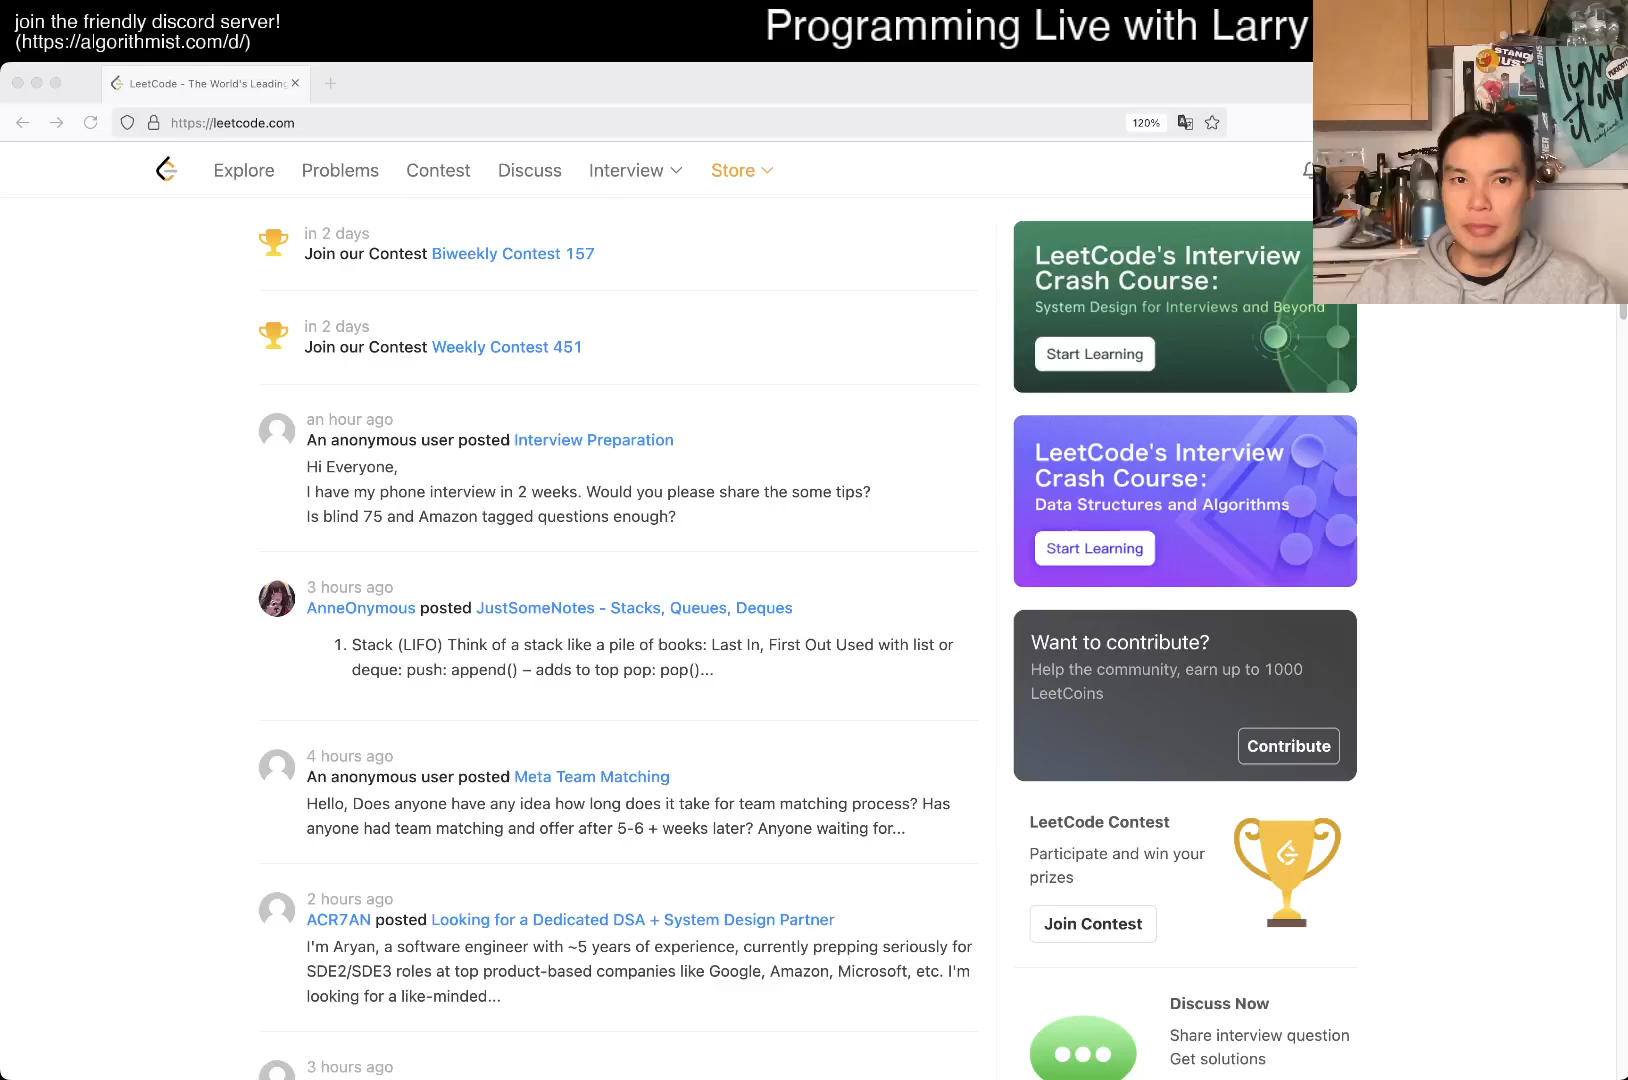 join the friendly discord server!
(https://algorithmist.com/d/)
Programming Live with Larry
LeetCode - The World's Leading
https://leetcode.com
120%
Explore
Problems
Contest
Discuss
Interview
Store
in 2 days
Join our Contest Biweekly Contest 157
in 2 days
Join our Contest Weekly Contest 451
an hour ago
An anonymous user posted Interview Preparation
Hi Everyone,
I have my phone interview in 2 weeks. Would you please share the some tips?
Is blind 75 and Amazon tagged questions enough?
3 hours ago
AnneOnymous posted JustSomeNotes - Stacks, Queues, Deques
1. Stack (LIFO) Think of a stack like a pile of books: Last In, First Out Used with list or
deque: push: append() – adds to top pop: pop()...
4 hours ago
An anonymous user posted Meta Team Matching
Hello, Does anyone have any idea how long does it take for team matching process? Has
anyone had team matching and offer after 5-6 + weeks later? Anyone waiting for...
2 hours ago
ACR7AN posted Looking for a Dedicated DSA + System Design Partner
I'm Aryan, a software engineer with ~5 years of experience, currently prepping seriously for
SDE2/SDE3 roles at top product-based companies like Google, Amazon, Microsoft, etc. I'm
looking for a like-minded...
3 hours ago
LeetCode's Interview
Crash Course:
System Design for Interviews and Beyond
Start Learning
LeetCode's Interview
Crash Course:
Data Structures and Algorithms
Start Learning
Want to contribute?
Help the community, earn up to 1000
LeetCoins
Contribute
LeetCode Contest
Participate and win your
prizes
Join Contest
Discuss Now
Share interview question
Get solutions
light
it up